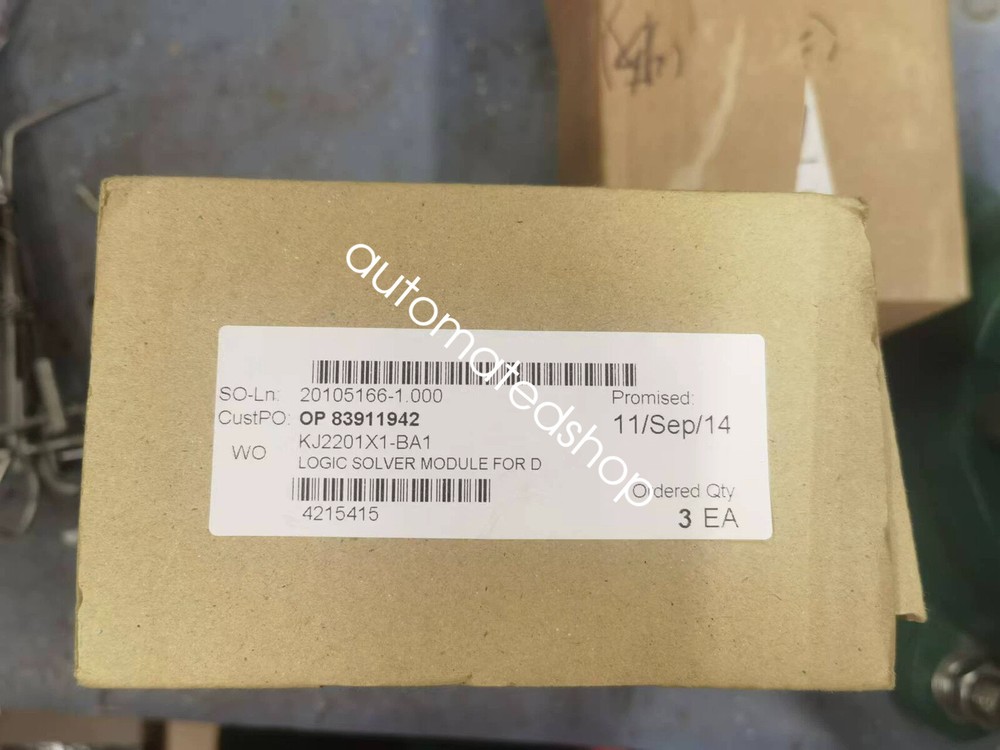 automatedshop
SO-Ln: 20105166-1.000
Promised:
CustPO: OP 83911942
11/Sep/14
WO
KJ2201X1-BA1
LOGIC SOLVER MODULE FOR D
Ordered Qty
4215415
3 EA